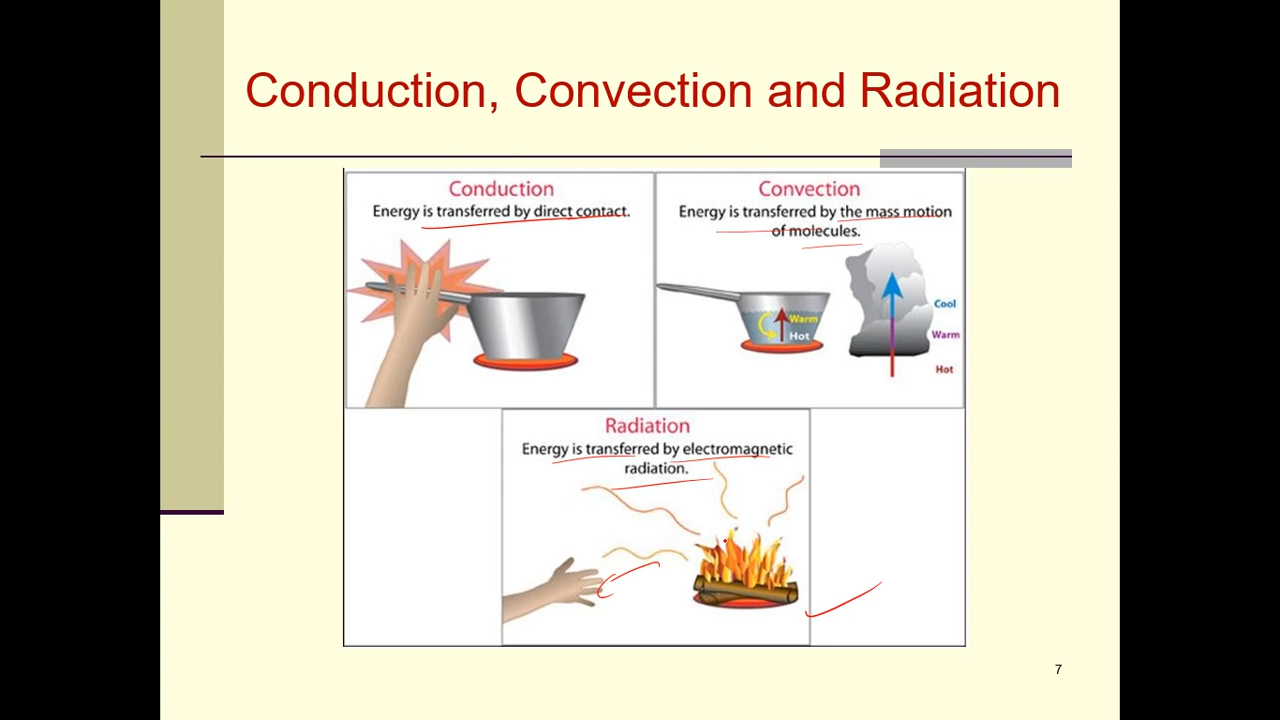 Conduction, Convection and Radiation
Conduction
Energy is transferred by direct contact.
Convection
Energy is transferred by the mass motion
of molecules.
Warm
Hot
Cool
Warm
Hot
Radiation
Energy is transferred by electromagnetic
radiation.
7